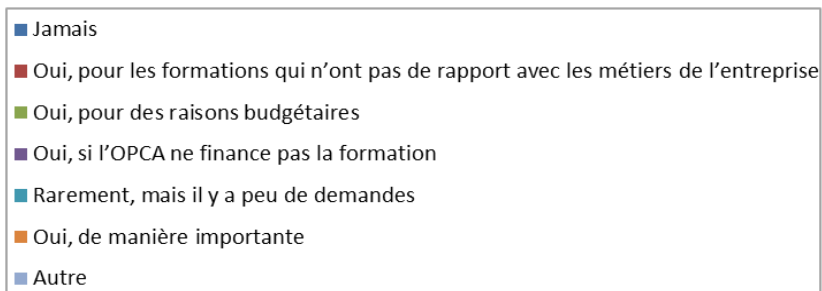 Jamais
Oui, pour les formations qui n’ont pas de rapport avec les métiers de l’entreprise
Oui, pour des raisons budgétaires
Oui, si l’OPCA ne finance pas la formation
Rarement, mais il y a peu de demandes
Oui, de manière importante
Autre